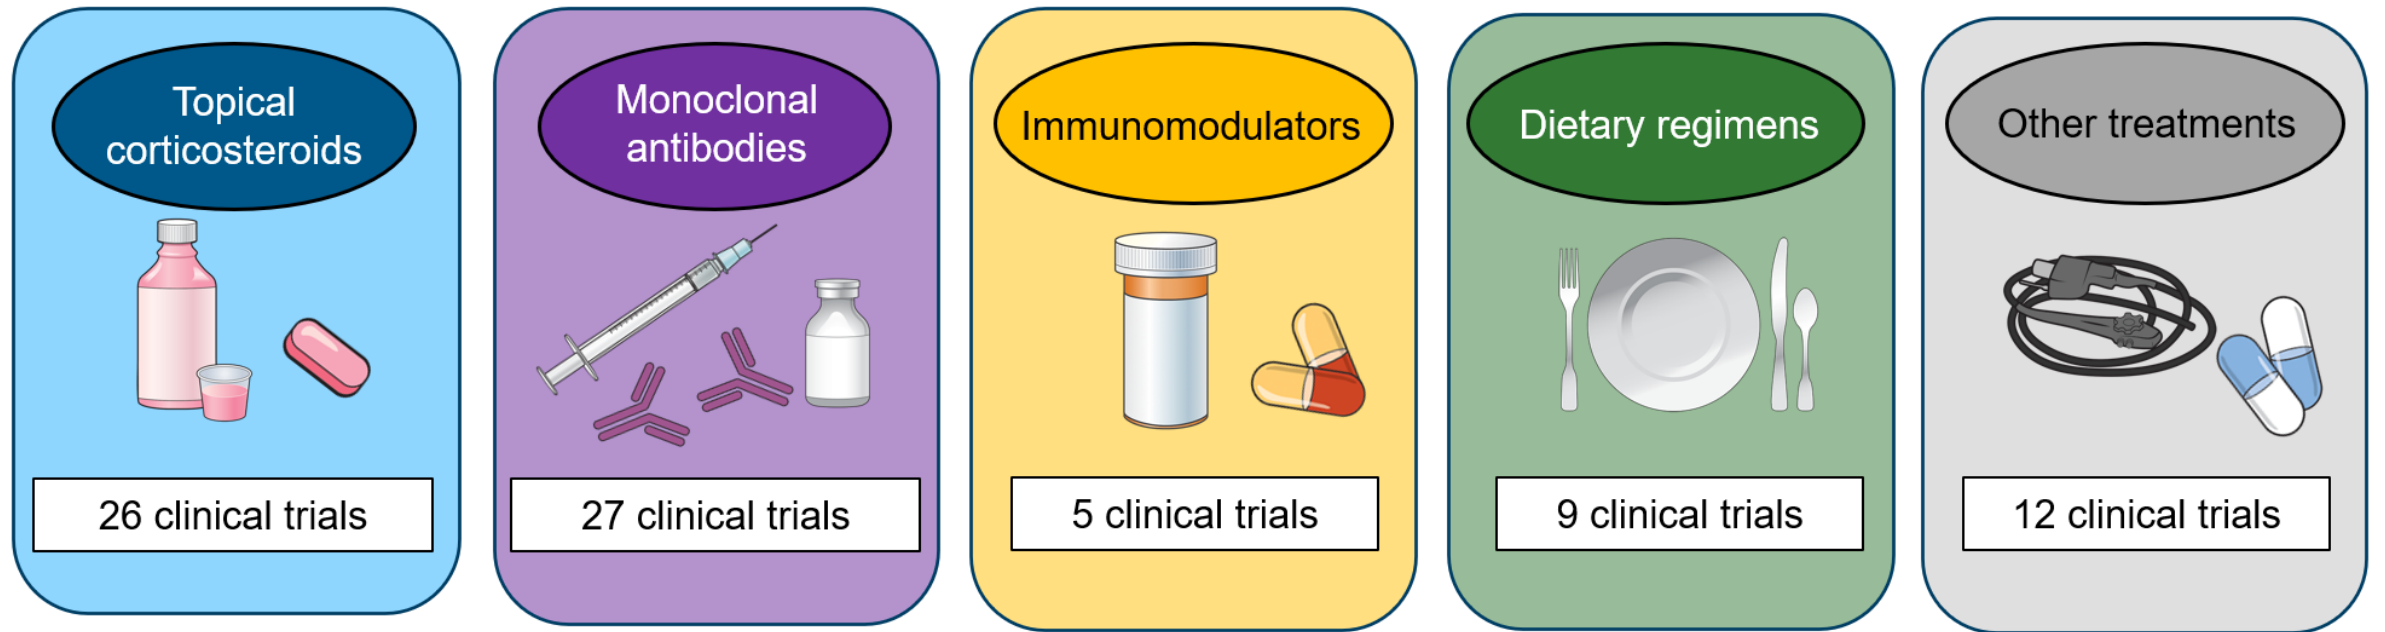 Topical
corticosteroids
26 clinical trials
Monoclonal
antibodies
27 clinical trials
Immunomodulators
5 clinical trials
Dietary regimens
9 clinical trials
Other treatments
12 clinical trials